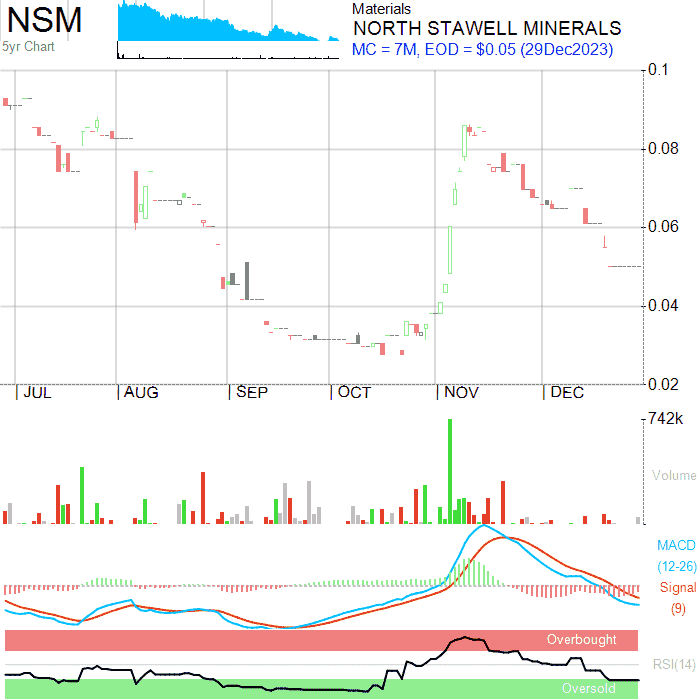 NSM
5yr Chart
Materials
NORTH STAWELL MINERALS
MC = 7M, EOD = $0.05 (29Dec2023)
0.1
0.08
0.06
0.04
0.02
JUL AUG SEP OCT NOV DEC
742k
Volume
MACD
(12-26)
Signal
(9)
Overbought
RSI(14)
Oversold